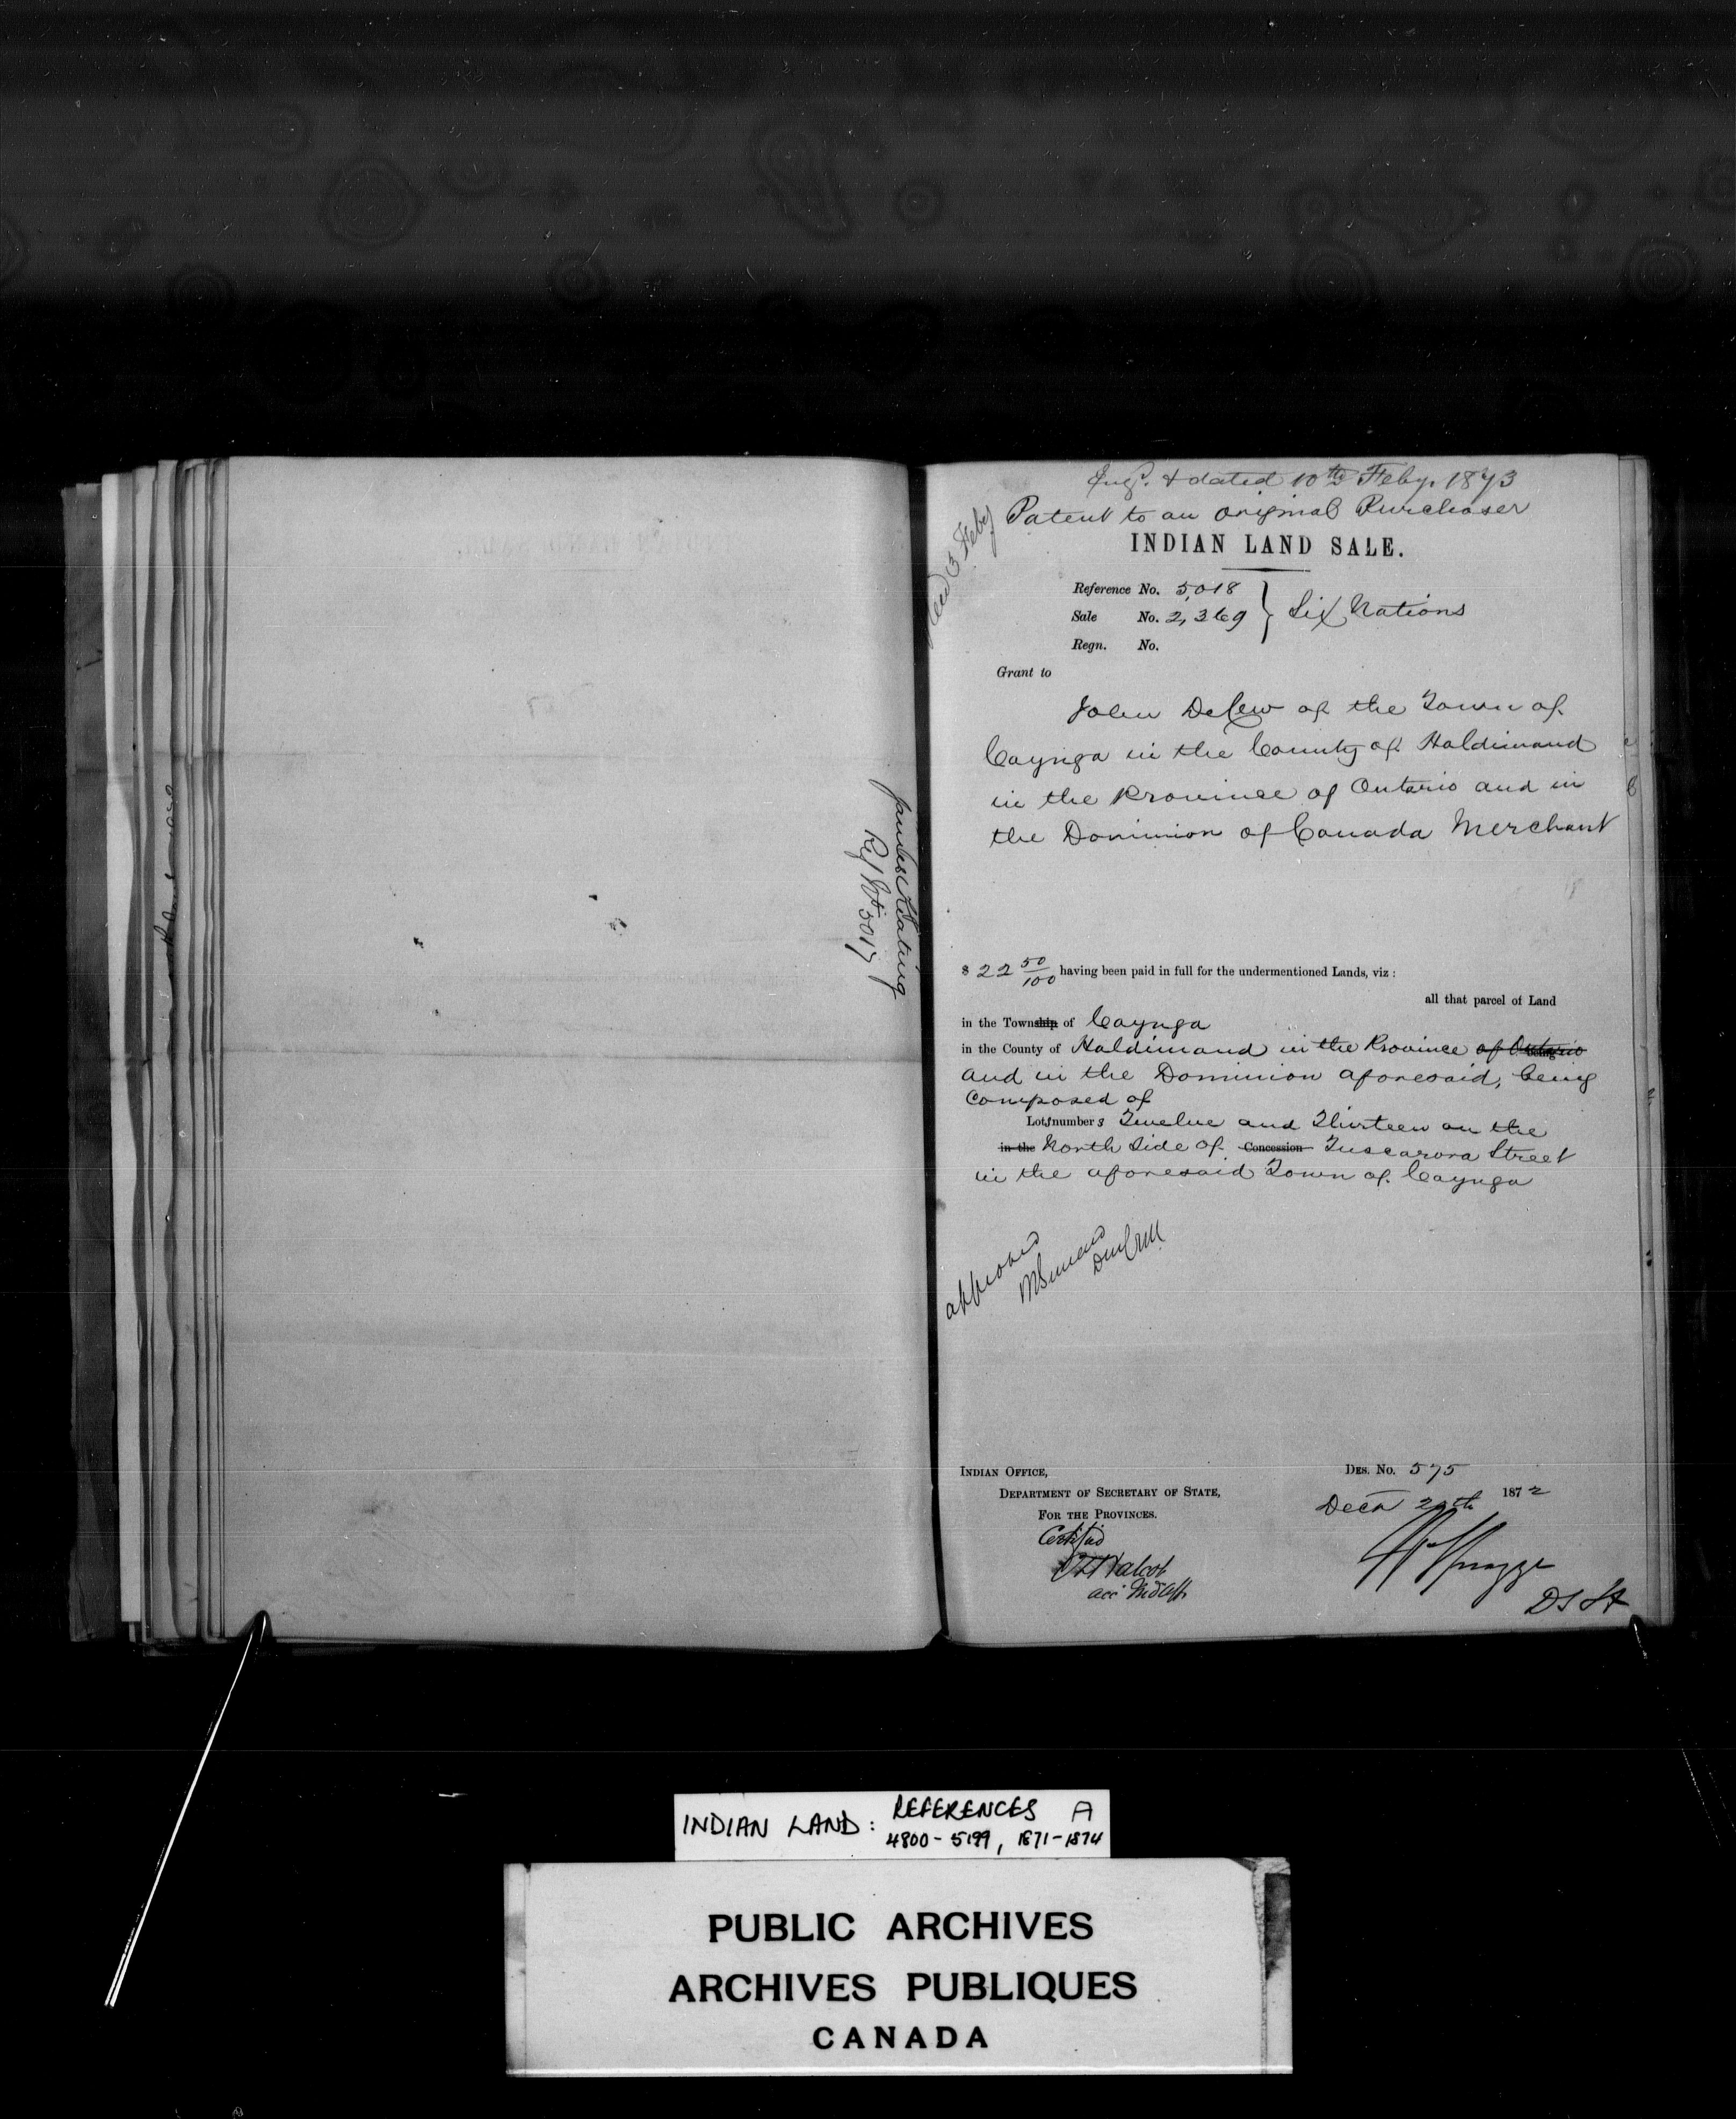 James Keating
Ref No 5017
& dated 10th Feby. 1873
Patent to an original Purchaser
Feby
INDIAN LAND SALE.
Reference No. 5,018
Sale No. 2,369
Six Nations
Regn. No.
Grant to
John DeCew of the Town of
Cayuga in the County of Haldimand
in the Province of Ontario and in
the Dominion of Canada Merchant
$ 22 50/100 having been paid in full for the undermentioned Lands, viz :
all that parcel of Land
in the Township of Cayuga
in the County of Haldimand in the Province of Ontario
and in the Dominion aforesaid, being
Composed of
Lots numbers Twelve and Thirteen on the
in the North Side of Concession Tuscarora Street
in the aforesaid Town of Cayuga
approved
INDIAN OFFICE,
DEPARTMENT OF SECRETARY OF STATE,
FOR THE PROVINCES.
DES. No. 575
1872
Certified
INDIAN LAND: REFERENCES A
4800-5199, 1871-1874
PUBLIC ARCHIVES
ARCHIVES PUBLIQUES
CANADA